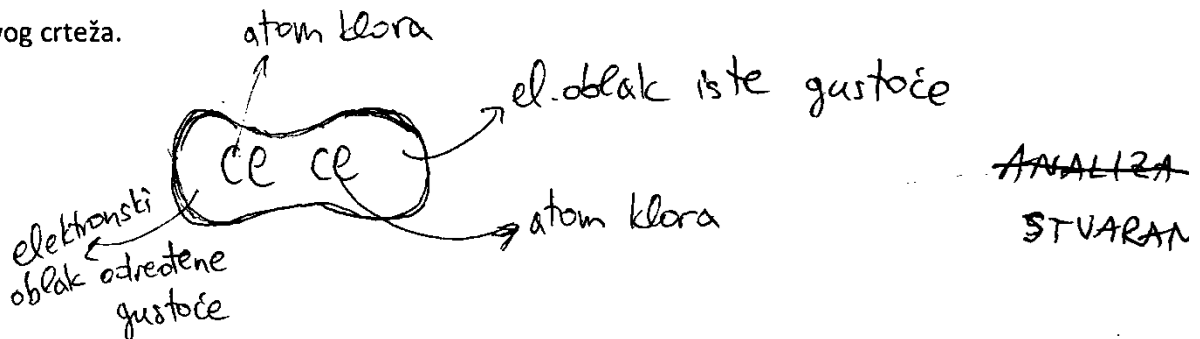 vog crteža.
atom klora
el. oblak iste gustoće
Cl Cl
ANALIZA
atom klora
STVARAN
elektronski
oblak određene
gustoće